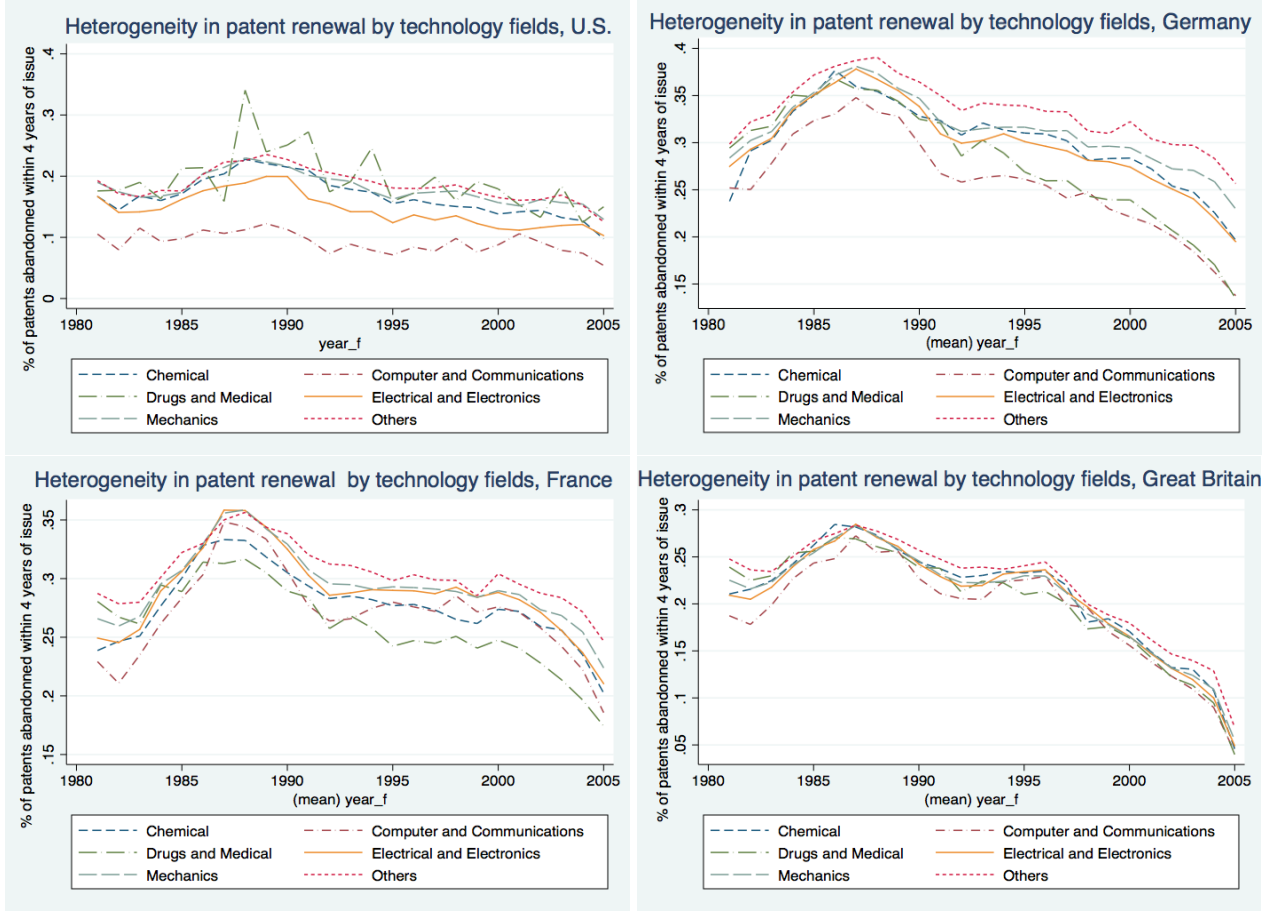 Heterogeneity in patent renewal by technology fields, U.S.
% of patents abandonned within 4 years of issue
.4
.3
.2
.1
0
1980 1985 1990 1995 2000 2005
year_f
Chemical Computer and Communications
Drugs and Medical Electrical and Electronics
Mechanics Others
Heterogeneity in patent renewal by technology fields, Germany
% of patents abandonned within 4 years of issue
.4
.35
.3
.25
.2
.15
1980 1985 1990 1995 2000 2005
(mean) year_f
Chemical Computer and Communications
Drugs and Medical Electrical and Electronics
Mechanics Others
Heterogeneity in patent renewal by technology fields, France
% of patents abandonned within 4 years of issue
.35
.3
.25
.2
.15
1980 1985 1990 1995 2000 2005
(mean) year_f
Chemical Computer and Communications
Drugs and Medical Electrical and Electronics
Mechanics Others
Heterogeneity in patent renewal by technology fields, Great Britain
% of patents abandonned within 4 years of issue
.3
.25
.2
.15
.1
.05
1980 1985 1990 1995 2000 2005
(mean) year_f
Chemical Computer and Communications
Drugs and Medical Electrical and Electronics
Mechanics Others